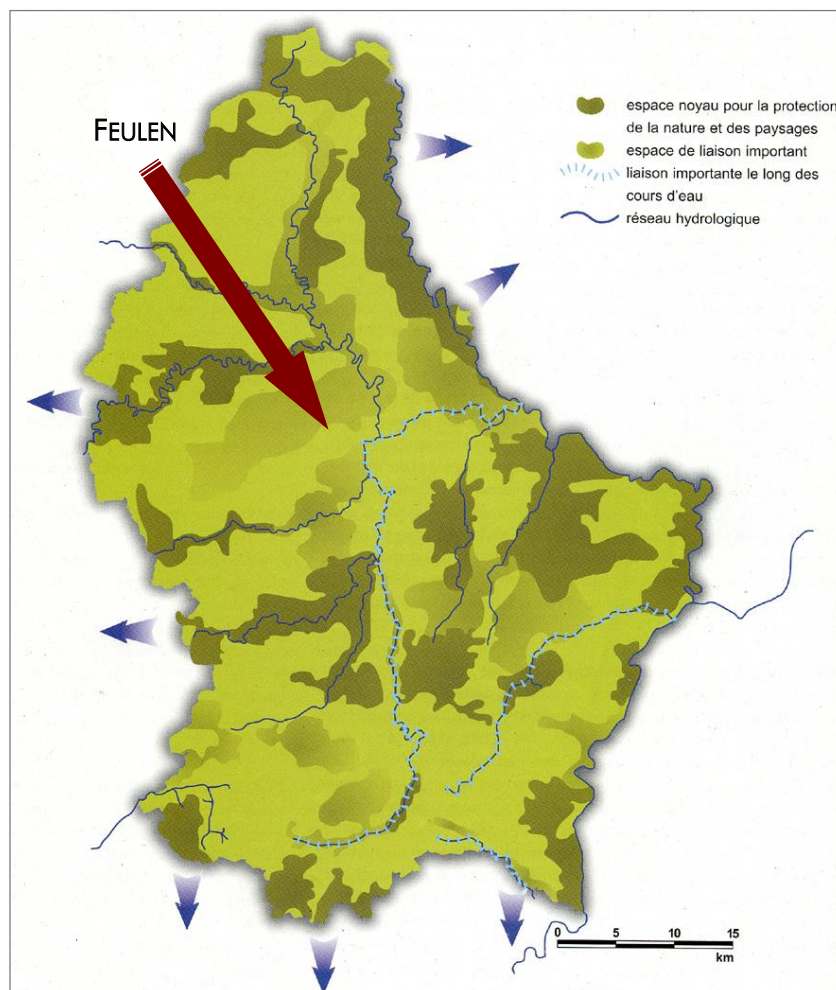 FEULEN
espace noyau pour la protection
de la nature et des paysages
espace de liaison important
liaison importante le long des
cours d'eau
réseau hydrologique
0 5 10 15
km